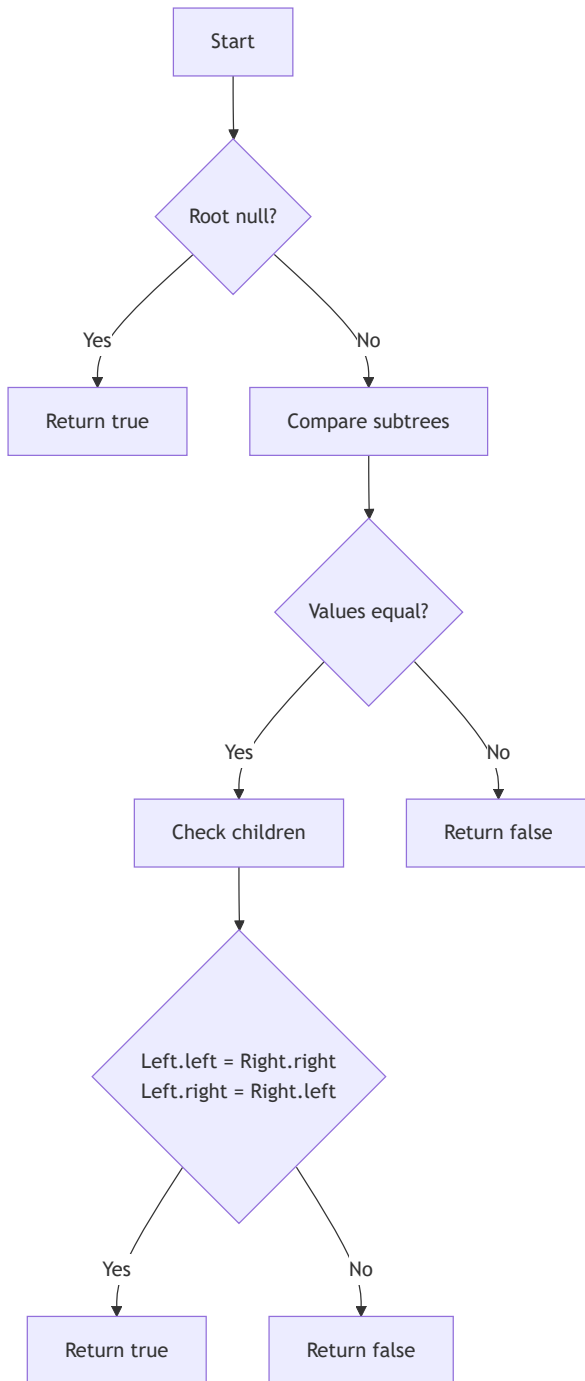 Start
Root null?
Yes
No
Return true
Compare subtrees
Values equal?
Yes
No
Check children
Return false
Left.left = Right.right
Left.right = Right.left
Yes
No
Return true
Return false